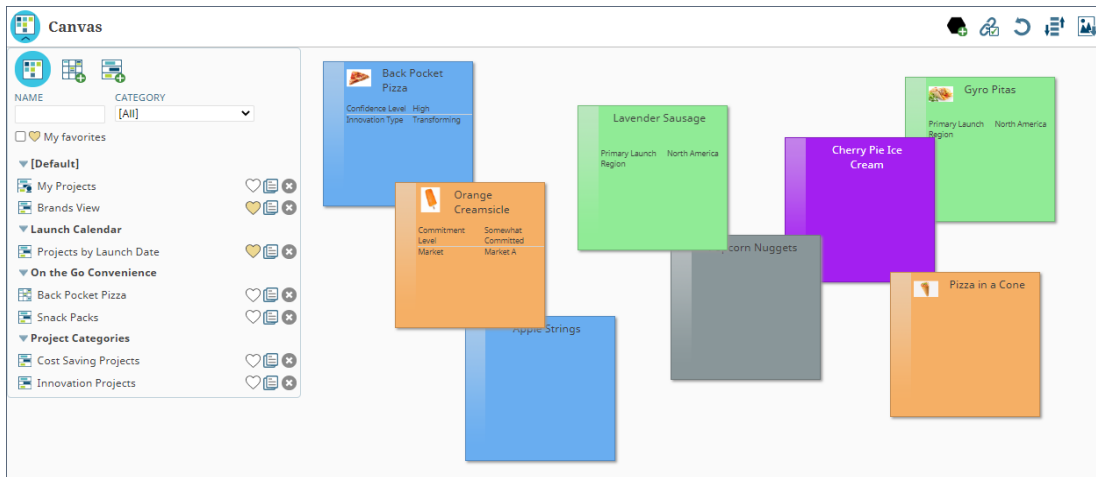 Canvas
NAME
CATEGORY
[All]
My favorites
[Default]
My Projects
Brands View
Launch Calendar
Projects by Launch Date
On the Go Convenience
Back Pocket Pizza
Snack Packs
Project Categories
Cost Saving Projects
Innovation Projects
Back Pocket
Pizza
Confidence Level High
Innovation Type Transforming
Orange
Creamsicle
Commitment Somewhat
Level Committed
Market Market A
Apple Strings
Lavender Sausage
Primary Launch North America
Region
corn Nuggets
Cherry Pie Ice
Cream
Gyro Pitas
Primary Launch North America
Region
Pizza in a Cone